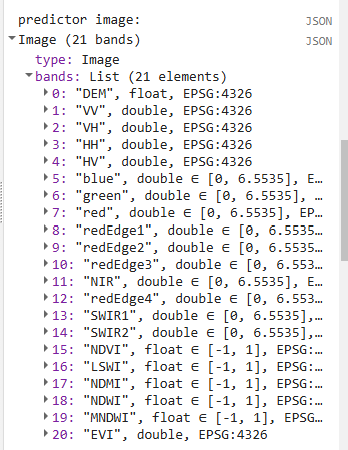 predictor image:
JSON
Image (21 bands)
JSON
type: Image
bands: List (21 elements)
0: "DEM", float, EPSG:4326
1: "VV", double, EPSG:4326
2: "VH", double, EPSG:4326
3: "HH", double, EPSG:4326
4: "HV", double, EPSG:4326
5: "blue", double ∈ [0, 6.5535], E…
6: "green", double ∈ [0, 6.5535],…
7: "red", double ∈ [0, 6.5535], EP…
8: "redEdge1", double ∈ [0, 6.5535…
9: "redEdge2", double ∈ [0, 6.5535…
10: "redEdge3", double ∈ [0, 6.553…
11: "NIR", double ∈ [0, 6.5535], E…
12: "redEdge4", double ∈ [0, 6.553…
13: "SWIR1", double ∈ [0, 6.5535],…
14: "SWIR2", double ∈ [0, 6.5535],…
15: "NDVI", float ∈ [-1, 1], EPSG:…
16: "LSWI", float ∈ [-1, 1], EPSG:…
17: "NDMI", float ∈ [-1, 1], EPSG:…
18: "NDWI", float ∈ [-1, 1], EPSG:…
19: "MNDWI", float ∈ [-1, 1], EPSG…
20: "EVI", double, EPSG:4326